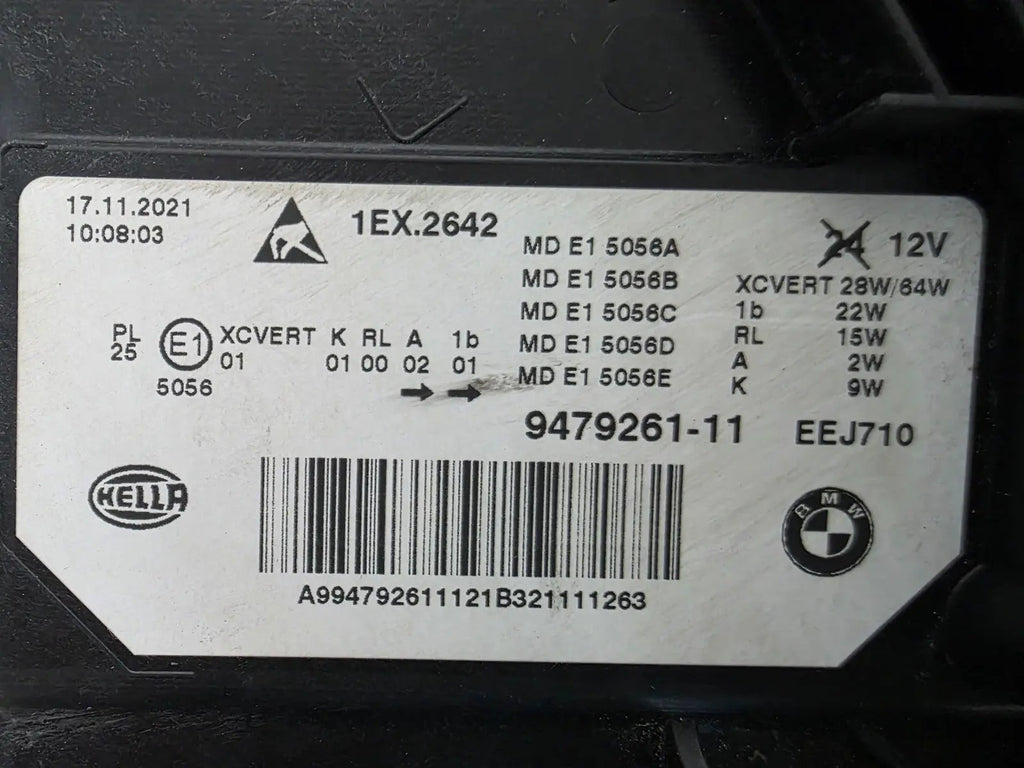 17.11.2021
10:08:03
1EX.2642
MD E1 5056A
MD E1 5056B
MD E1 5056C
MD E1 5056D
MD E1 5056E
24 12V
XCVERT 28W/64W
1b 22W
RL 15W
A 2W
K 9W
PL
25
E1
5056
XCVERT K RL A 1b
01 01 00 02 01
→ →
9479261-11 EEJ710
HELLA
BMW
A994792611121B321111263